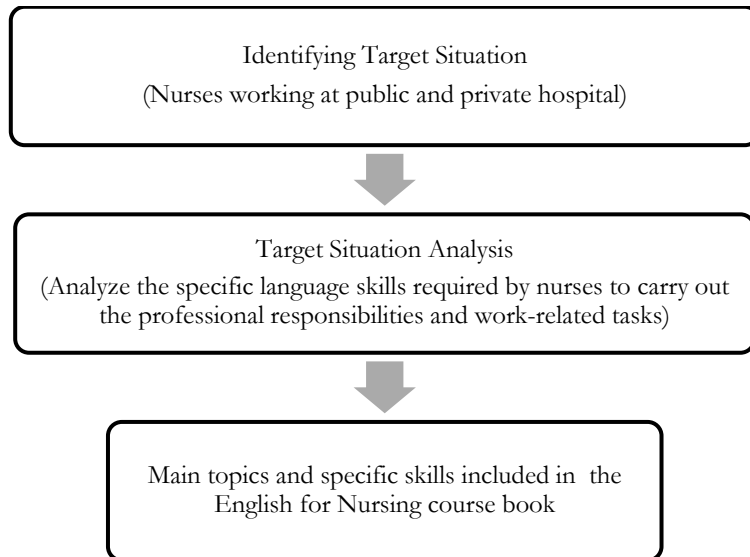 Identifying Target Situation
(Nurses working at public and private hospital)
Target Situation Analysis
(Analyze the specific language skills required by nurses to carry out
the professional responsibilities and work-related tasks)
Main topics and specific skills included in the
English for Nursing course book